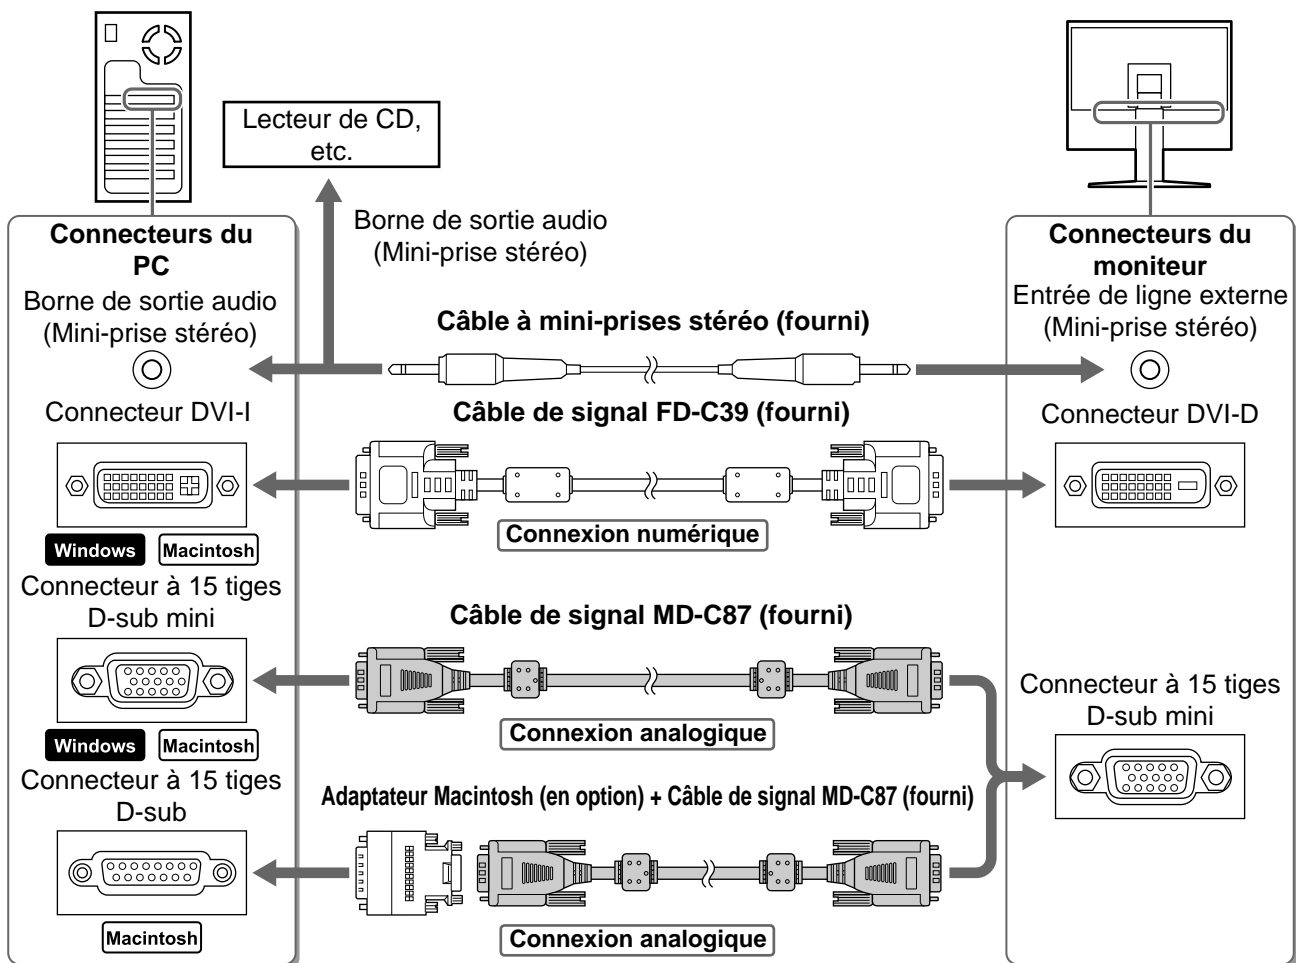 Lecteur de CD,
etc.
Borne de sortie audio
(Mini-prise stéréo)
Connecteurs du
PC
Borne de sortie audio
(Mini-prise stéréo)
Connecteurs du
moniteur
Entrée de ligne externe
(Mini-prise stéréo)
Câble à mini-prises stéréo (fourni)
Connecteur DVI-I
Câble de signal FD-C39 (fourni)
Connecteur DVI-D
Connexion numérique
Windows Macintosh
Connecteur à 15 tiges
D-sub mini
Câble de signal MD-C87 (fourni)
Connecteur à 15 tiges
D-sub mini
Connexion analogique
Windows Macintosh
Connecteur à 15 tiges
D-sub
Adaptateur Macintosh (en option) + Câble de signal MD-C87 (fourni)
Macintosh
Connexion analogique